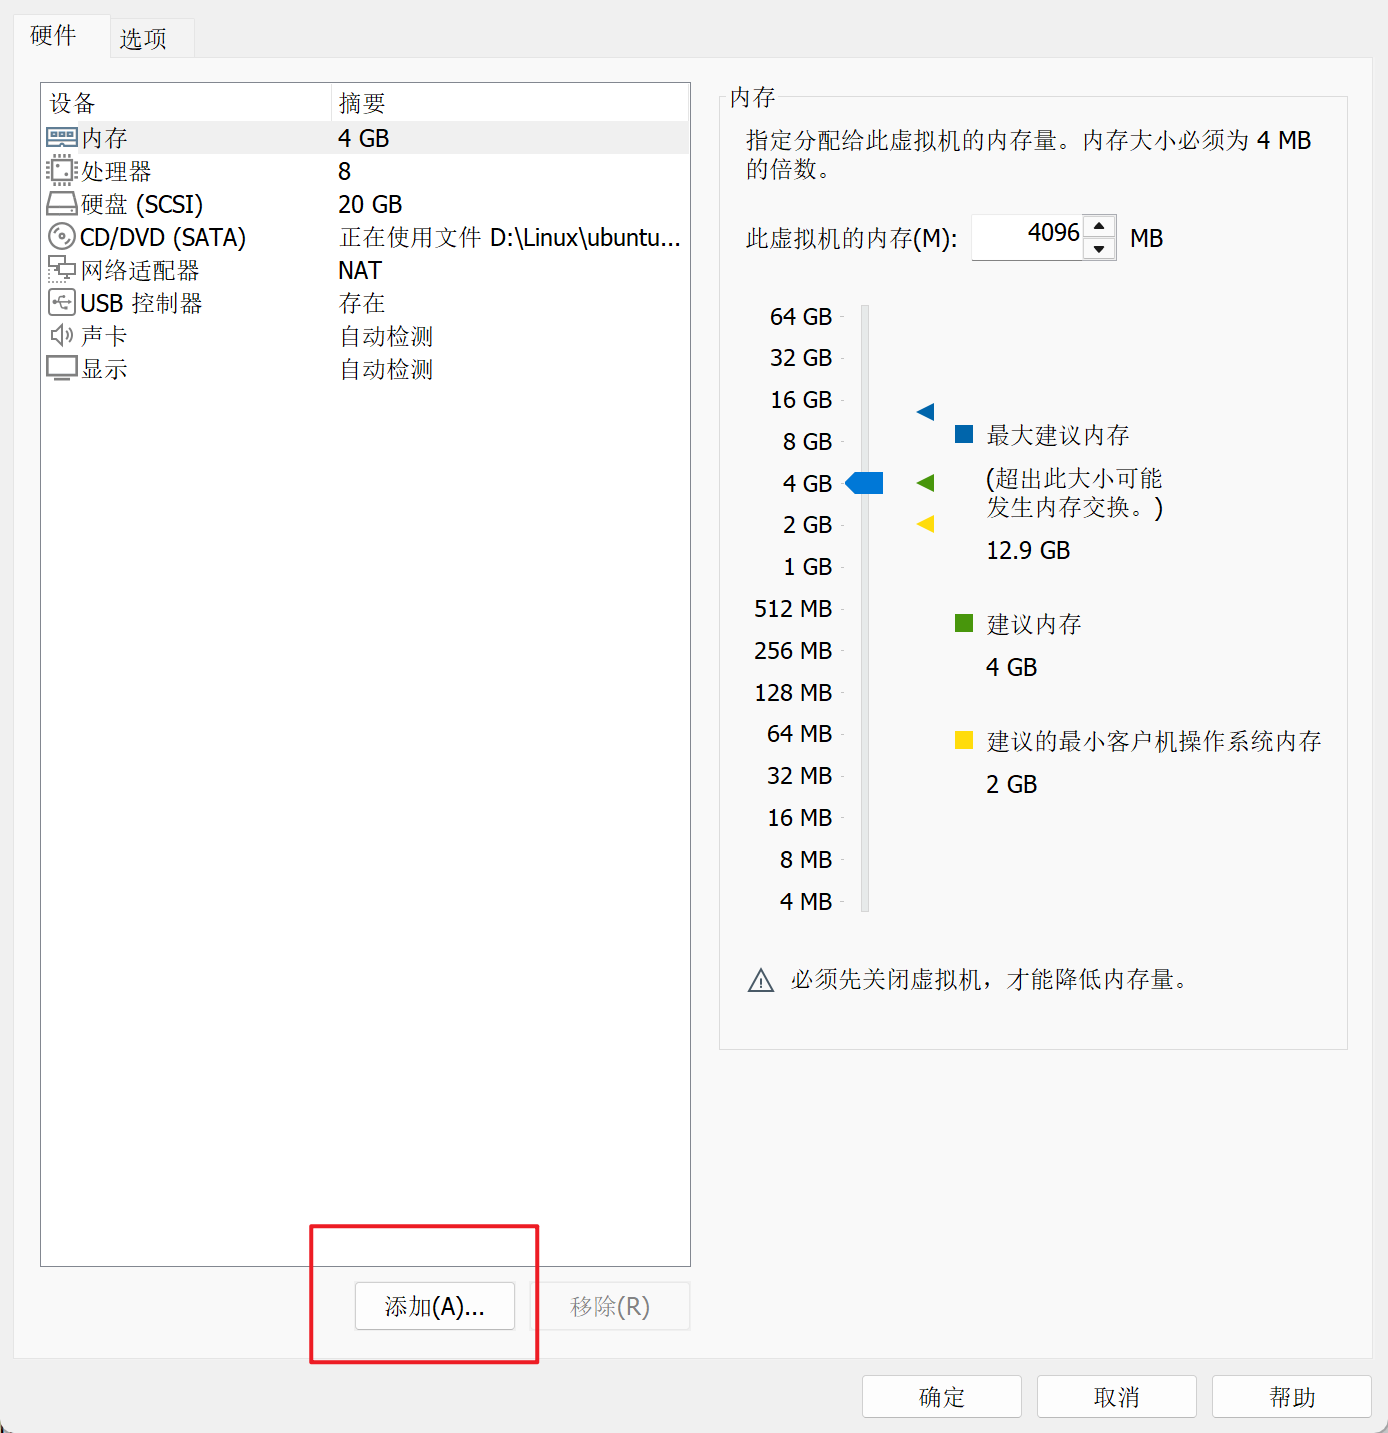 硬件
选项
设备 摘要
内存 4 GB
处理器 8
硬盘 (SCSI) 20 GB
CD/DVD (SATA) 正在使用文件 D:\Linux\ubuntu...
网络适配器 NAT
USB 控制器 存在
声卡 自动检测
显示 自动检测
添加(A)...
移除(R)
内存
指定分配给此虚拟机的内存量。内存大小必须为 4 MB
的倍数。
此虚拟机的内存(M): 4096 MB
64 GB
32 GB
16 GB
8 GB
4 GB
2 GB
1 GB
512 MB
256 MB
128 MB
64 MB
32 MB
16 MB
8 MB
4 MB
最大建议内存
(超出此大小可能
发生内存交换。)
12.9 GB
建议内存
4 GB
建议的最小客户机操作系统内存
2 GB
必须先关闭虚拟机，才能降低内存量。
确定
取消
帮助